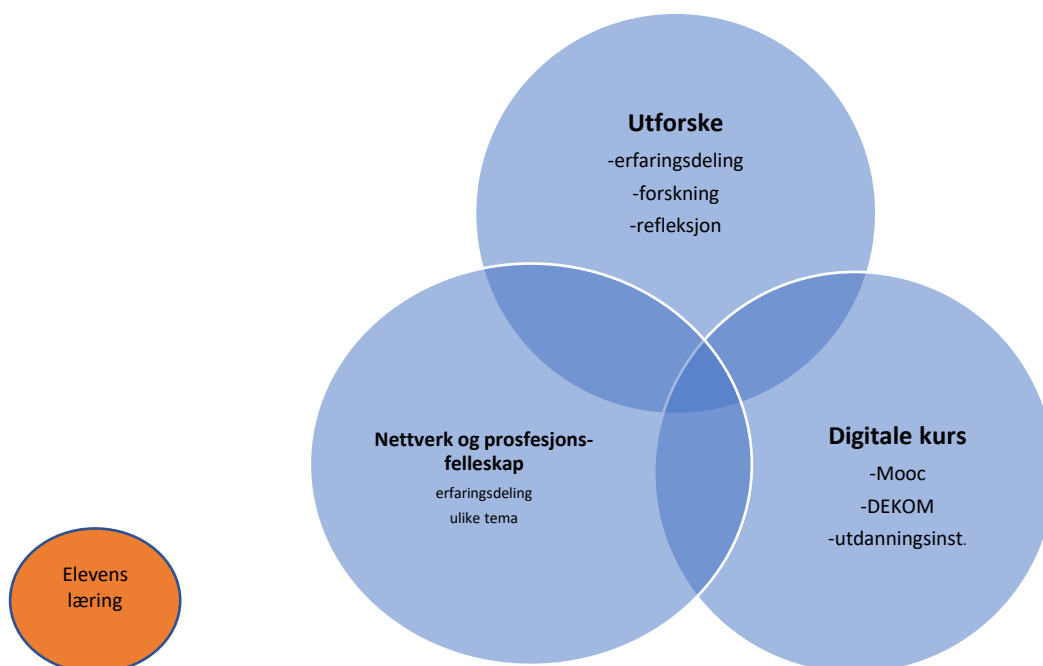 Utforske
-erfaringsdeling
-forskning
-refleksjon
Nettverk og prosfesjons-
felleskap
erfaringsdeling
ulike tema
Digitale kurs
-Mooc
-DEKOM
-utdanningsinst.
Elevens
læring